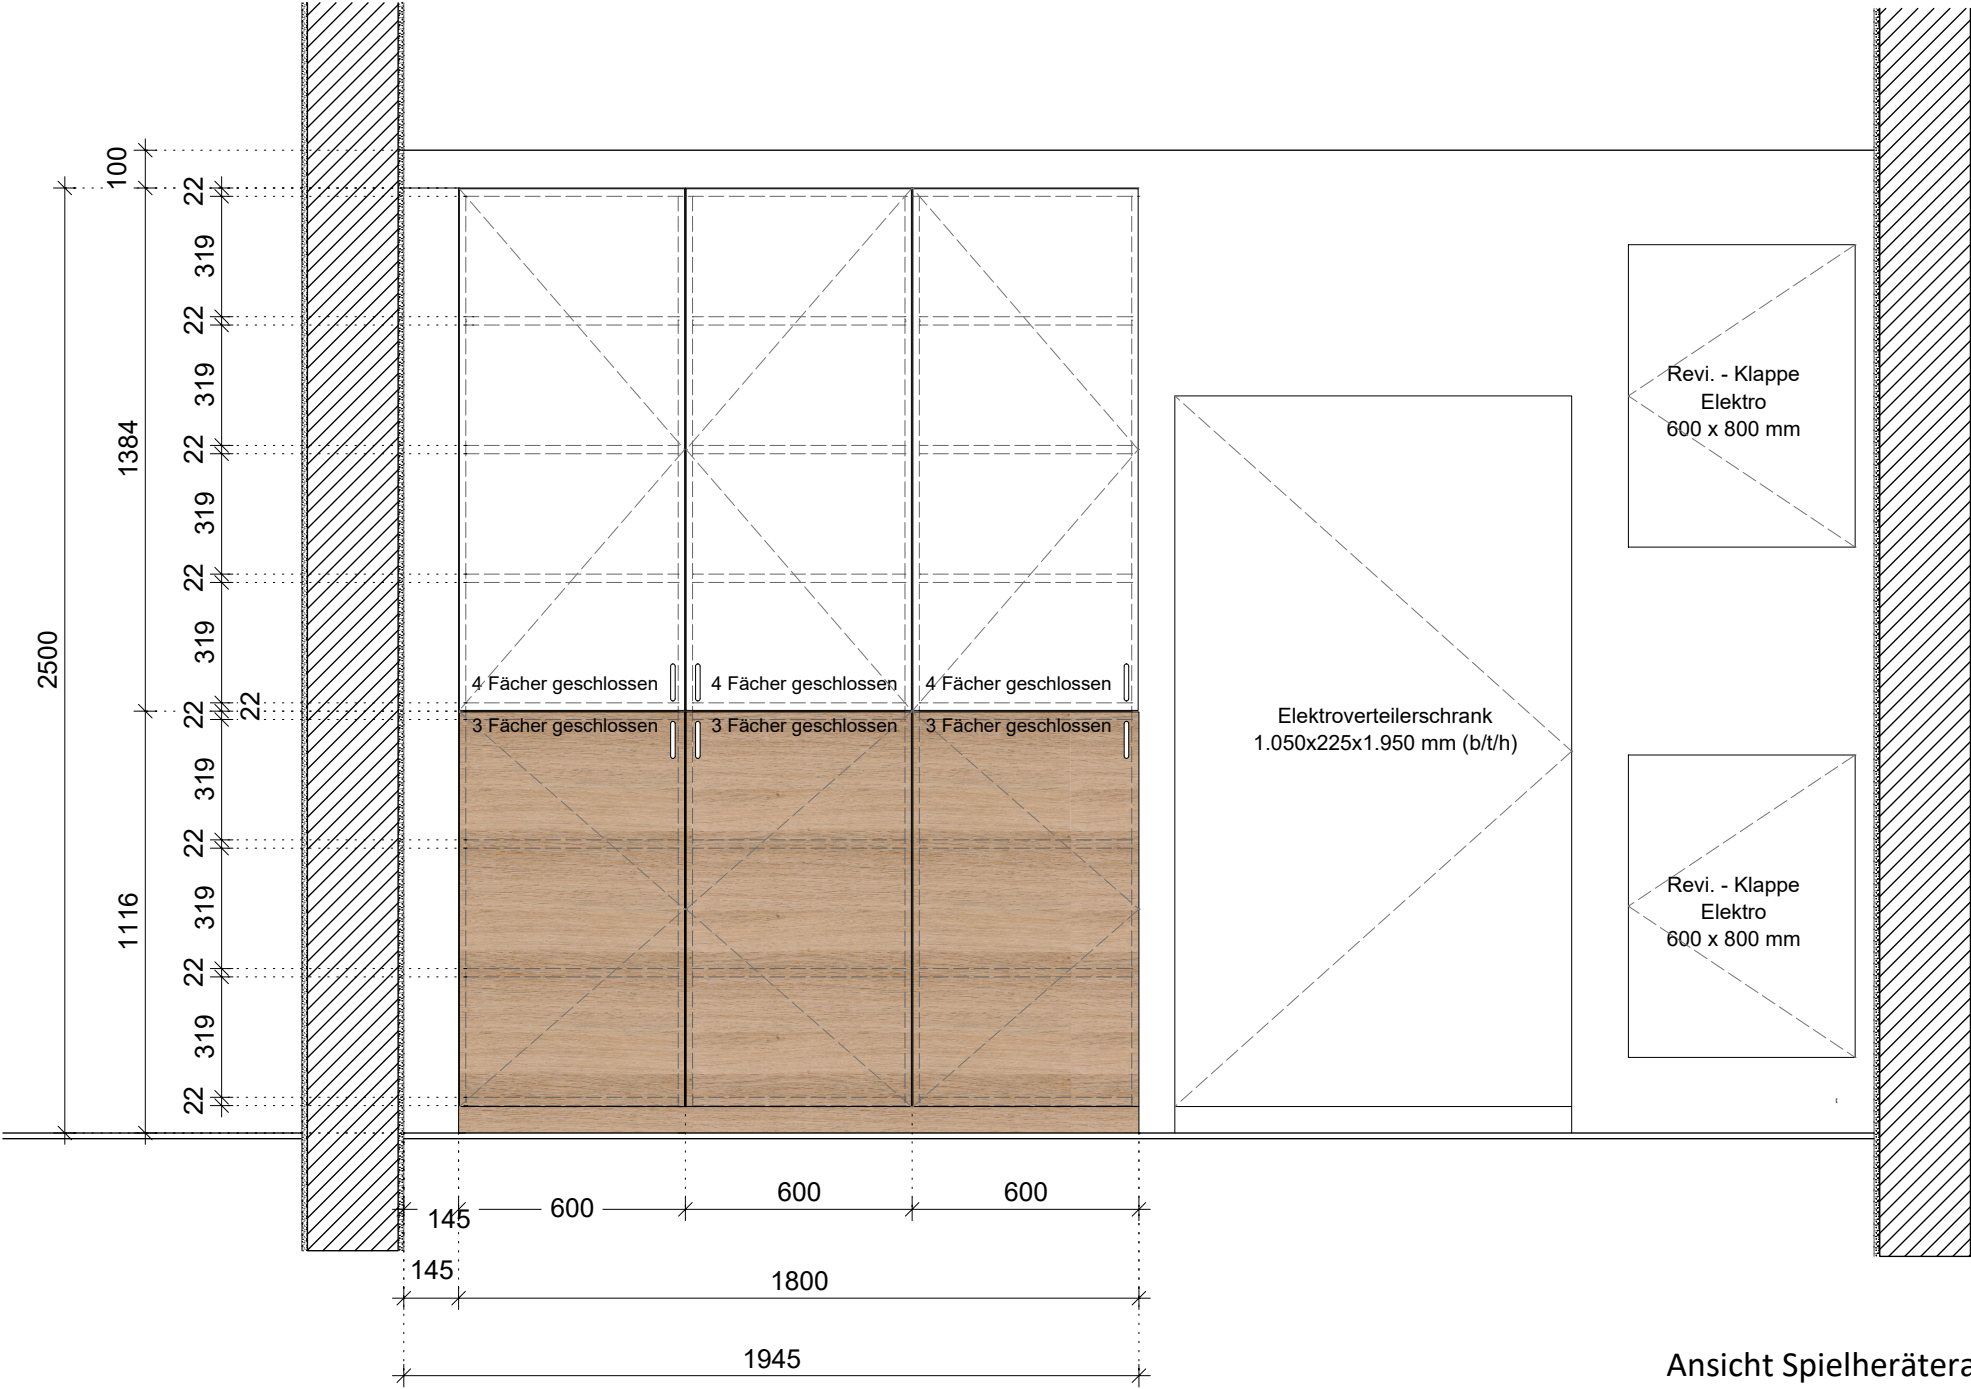 100
22
319
22
319
1384
22
319
22
2500
319
22
22
319
22
319
1116
22
319
22
4 Fächer geschlossen
4 Fächer geschlossen
4 Fächer geschlossen
3 Fächer geschlossen
3 Fächer geschlossen
3 Fächer geschlossen
Elektroverteilerschrank
1.050x225x1.950 mm (b/t/h)
Revi. - Klappe
Elektro
600 x 800 mm
Revi. - Klappe
Elektro
600 x 800 mm
145
600
600
600
145
1800
1945
Ansicht Spielherätera